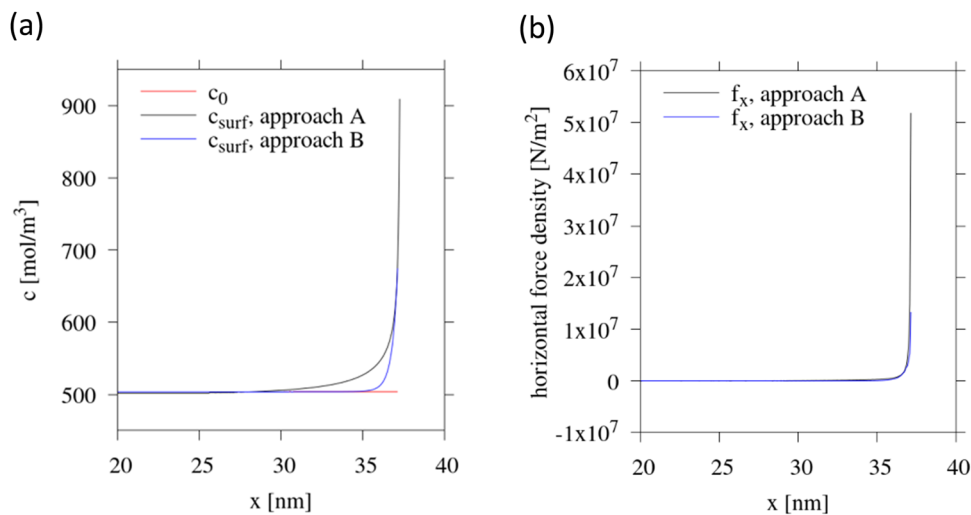 (a)
c₀
c_surf, approach A
c_surf, approach B
900
800
700
600
500
c [mol/m³]
20 25 30 35 40
x [nm]
(b)
f_x, approach A
f_x, approach B
6x10⁷
5x10⁷
4x10⁷
3x10⁷
2x10⁷
1x10⁷
0
-1x10⁷
horizontal force density [N/m²]
20 25 30 35 40
x [nm]